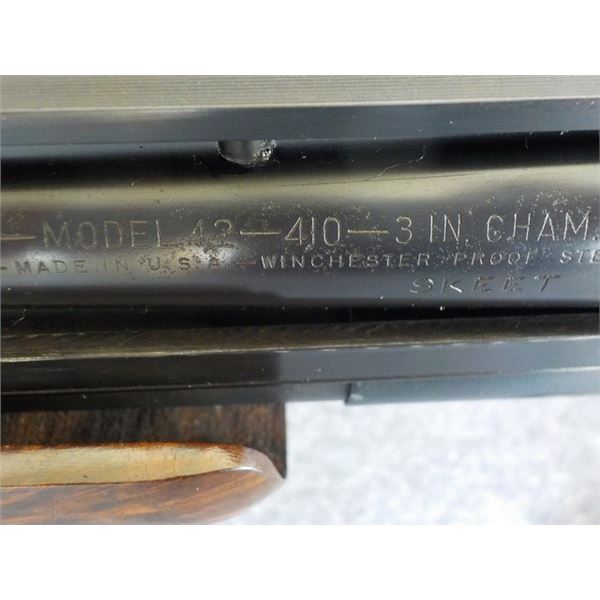 —MODEL 42—410—3 IN. CHAM.
—MADE IN U.S.A.—WINCHESTER PROOF STE
SKEET